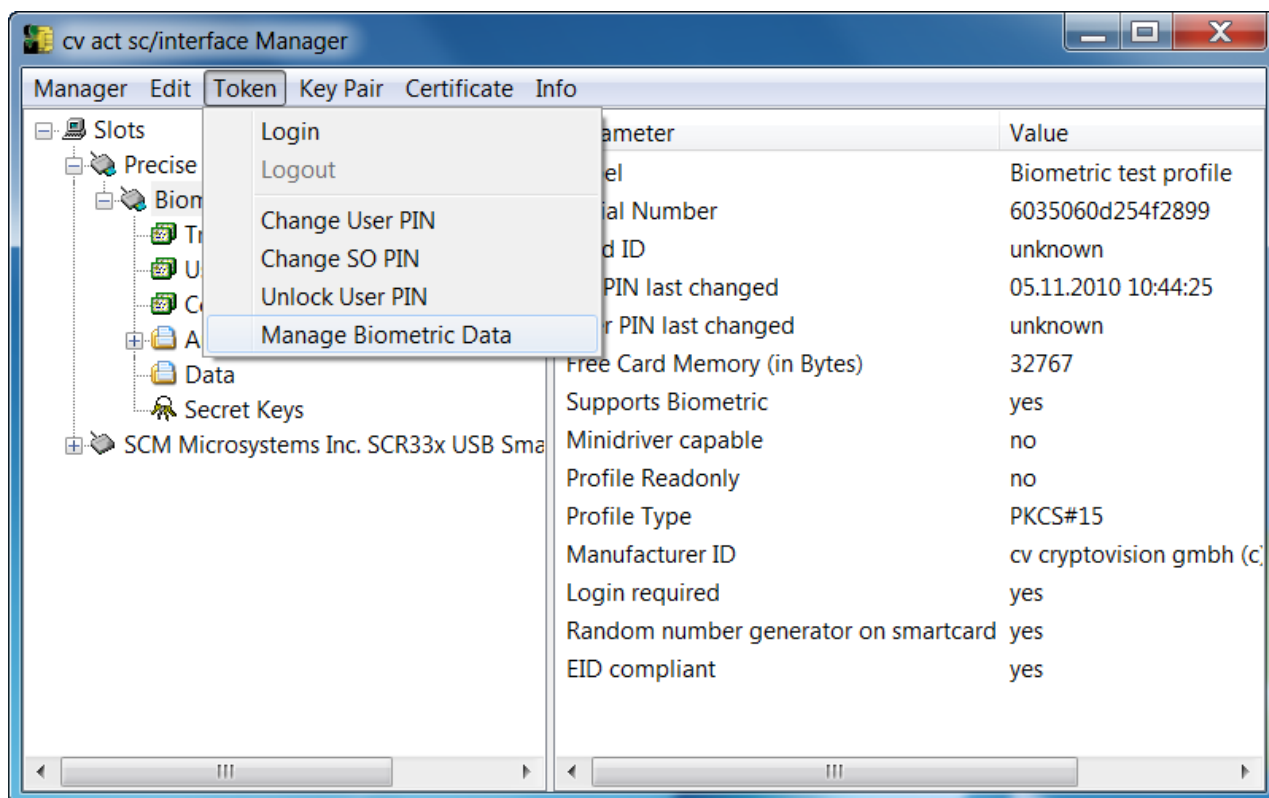 cv act sc/interface Manager
Manager Edit Token Key Pair Certificate Info
Slots
Precise
Login
Logout
Change User PIN
Change SO PIN
Unlock User PIN
Manage Biometric Data
Data
Secret Keys
SCM Microsystems Inc. SCR33x USB
Value
Biometric test profile
Number 6035060d254f2899
ID unknown
PIN last changed 05.11.2010 10:44:25
PIN last changed unknown
Free Card Memory (in Bytes) 32767
Supports Biometric yes
Minidriver capable no
Profile Readonly no
Profile Type PKCS#15
Manufacturer ID cv cryptovision gmbh
Login required yes
Random number generator on smartcard yes
EID compliant yes